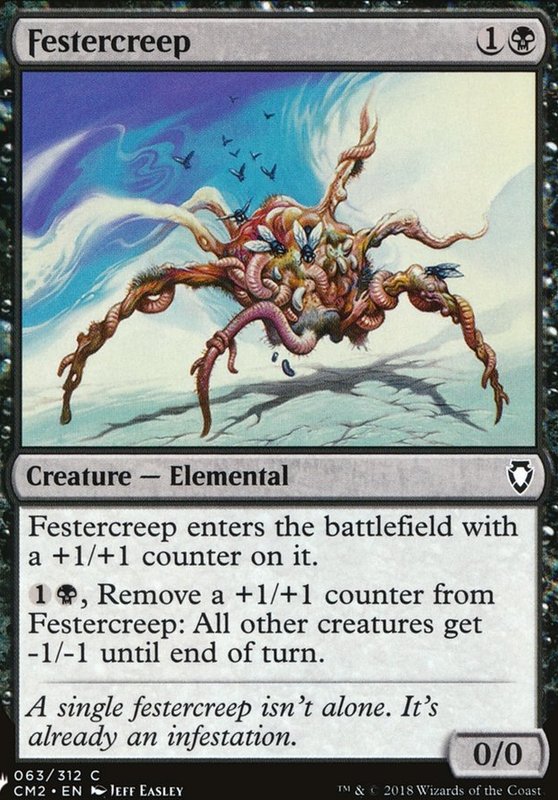 Festercreep 1
Creature — Elemental
Festercreep enters the battlefield with
a +1/+1 counter on it.
1, Remove a +1/+1 counter from
Festercreep: All other creatures get
-1/-1 until end of turn.
A single festercreep isn't alone. It's
already an infestation.
0/0
063/312 C
CM2 • EN Jeff Easley
™ & © 2018 Wizards of the Coast